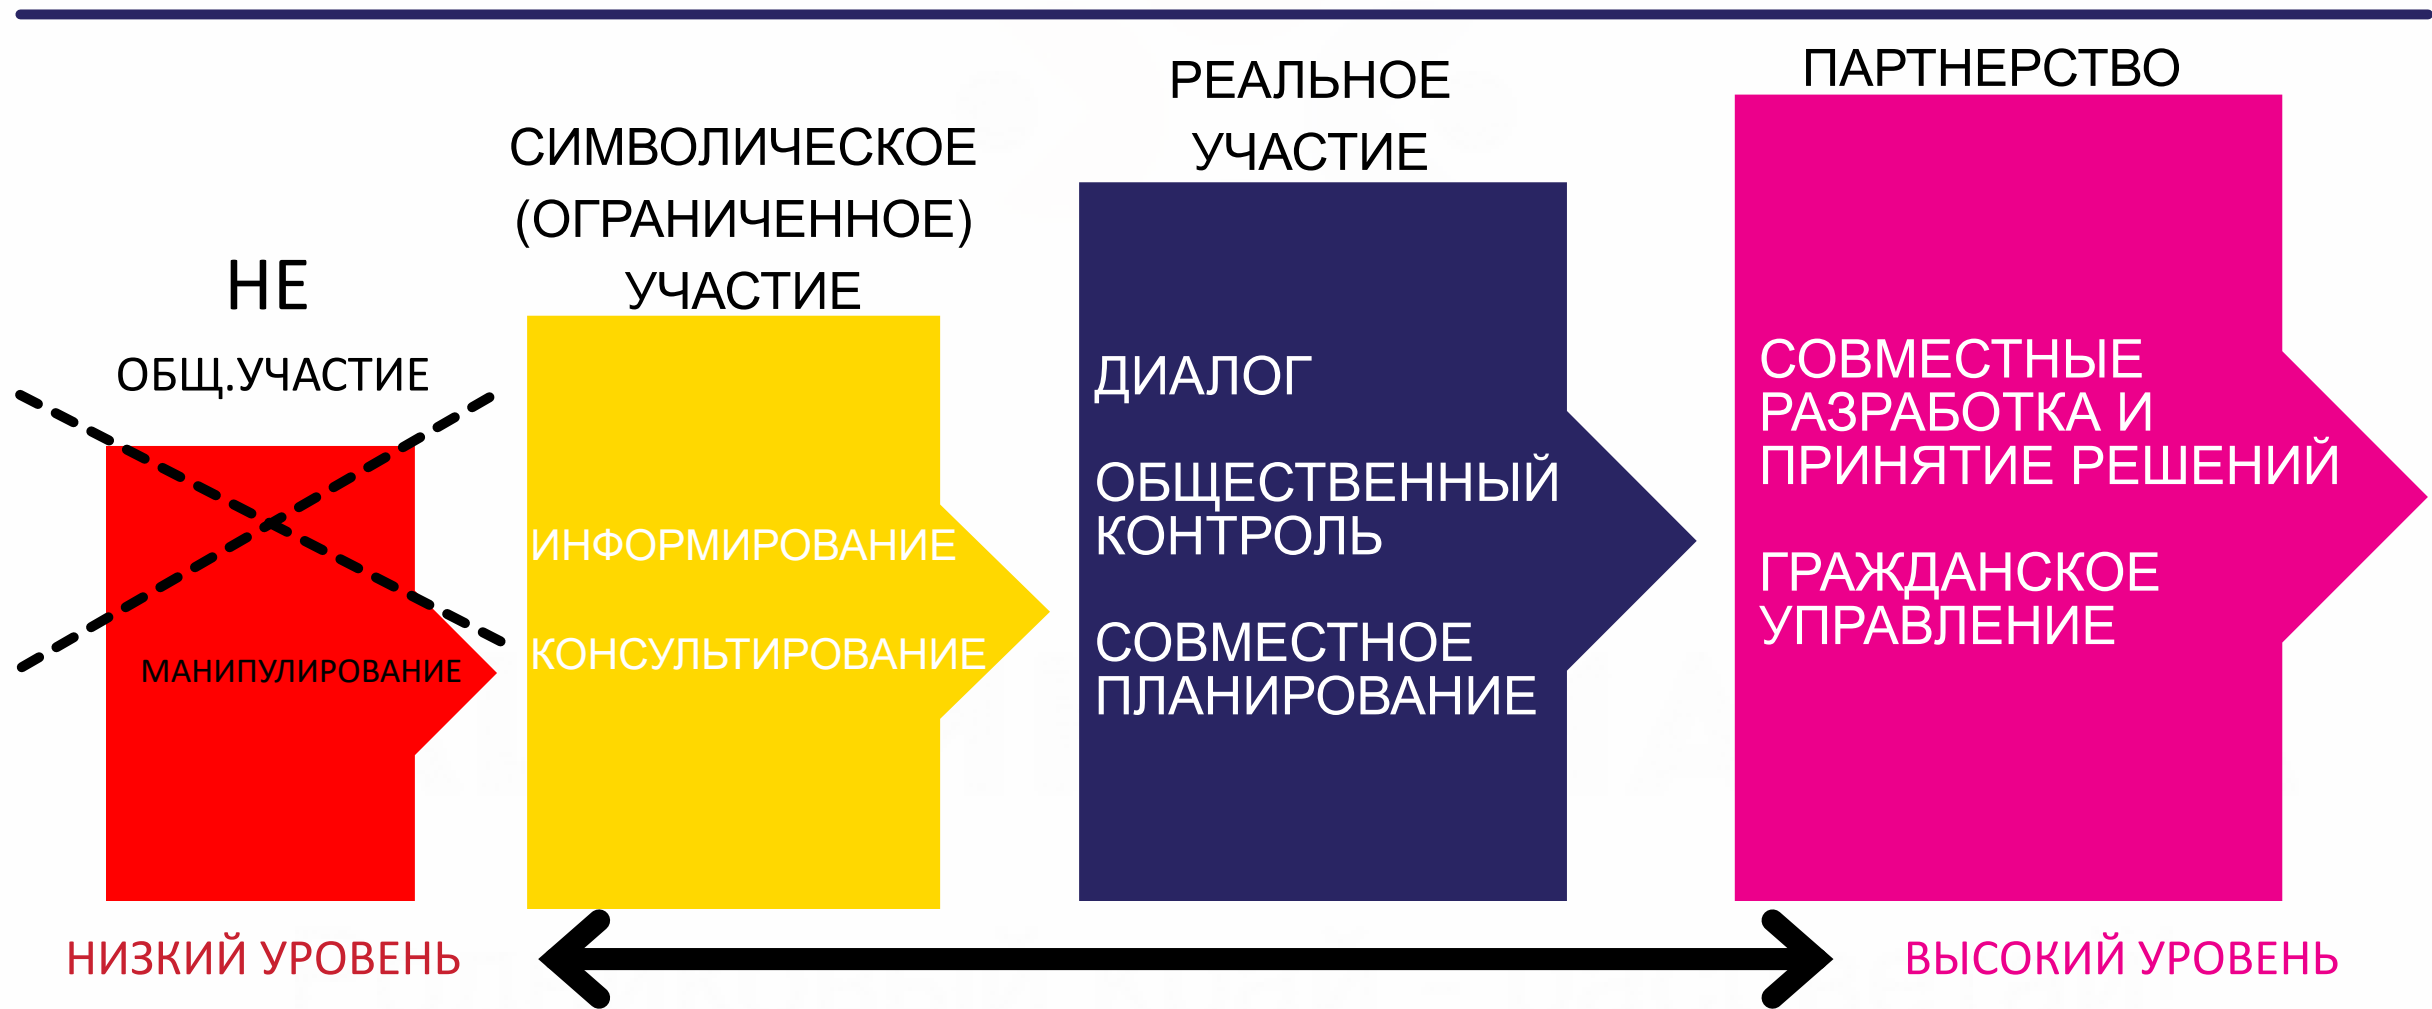 НЕ
ОБЩ.УЧАСТИЕ
МАНИПУЛИРОВАНИЕ
СИМВОЛИЧЕСКОЕ
(ОГРАНИЧЕННОЕ)
УЧАСТИЕ
ИНФОРМИРОВАНИЕ
КОНСУЛЬТИРОВАНИЕ
РЕАЛЬНОЕ
УЧАСТИЕ
ДИАЛОГ
ОБЩЕСТВЕННЫЙ
КОНТРОЛЬ
СОВМЕСТНОЕ
ПЛАНИРОВАНИЕ
ПАРТНЕРСТВО
СОВМЕСТНЫЕ
РАЗРАБОТКА И
ПРИНЯТИЕ РЕШЕНИЙ
ГРАЖДАНСКОЕ
УПРАВЛЕНИЕ
НИЗКИЙ УРОВЕНЬ
ВЫСОКИЙ УРОВЕНЬ